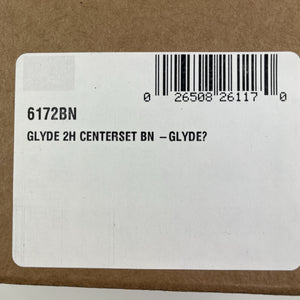 0 26508 26117 0
6172BN
GLYDE 2H CENTERSET BN –GLYDE?